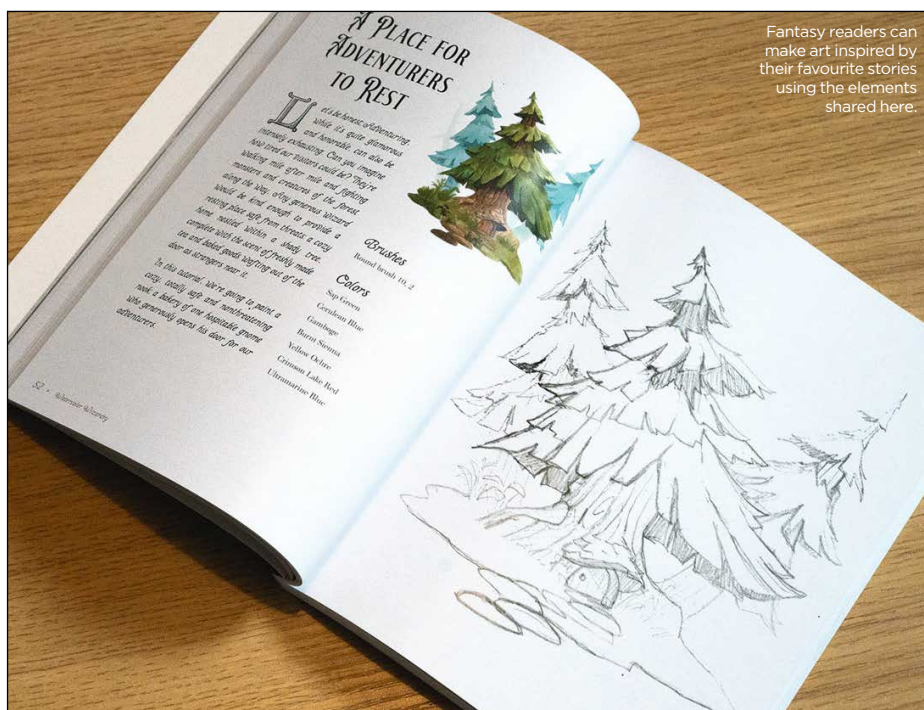 A Place for
Adventurers
to Rest
Let's be honest. Adventuring,
while it's quite glamorous
and honorable, can also be
intensely exhausting. Can you imagine
how tired our visitors could be? They're
walking mile after mile and fighting
monsters and creatures of the forest
along the way. Any generous wizard
would be kind enough to provide a
resting place safe from threats: a cozy
home nestled within a shady tree,
complete with the scent of freshly made
tea and baked goods wafting out of the
door as strangers near it.
In this tutorial, we're going to paint a
cozy, totally safe and nonthreatening
nook: a bakery of one hospitable gnome
who generously opens his door for our
adventurers.
Brushes
Round brush 10, 2
Colors
Sap Green
Cerulean Blue
Gamboge
Burnt Sienna
Yellow Ochre
Crimson Lake Red
Ultramarine Blue
52 • Watercolor Wizardry
Fantasy readers can
make art inspired by
their favourite stories
using the elements
shared here.